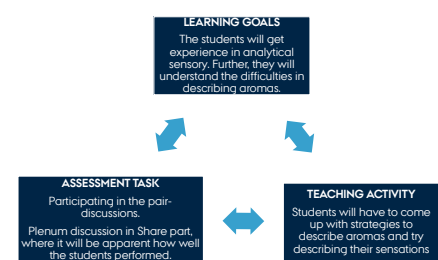 LEARNING GOALS
The students will get
experience in analytical
sensory. Further, they will
understand the difficulties in
describing aromas.
ASSESSMENT TASK
Participating in the pair-
discussions.
Plenum discussion in Share part,
where it will be apparent how well
the students performed.
TEACHING ACTIVITY
Students will have to come
up with strategies to
describe aromas and try
describing their sensations